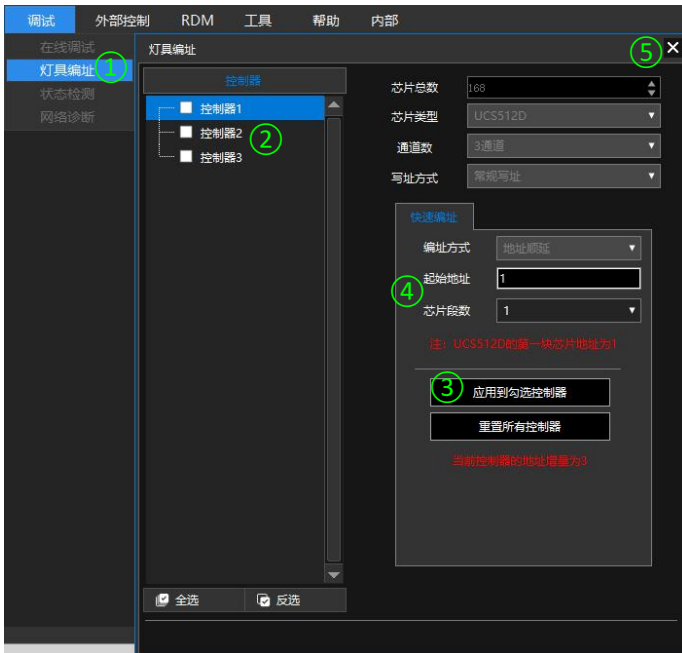 调试 外部控制 RDM 工具 帮助 内部
在线调试
灯具编址 ①
状态检测
网络诊断
灯具编址 ⑤ ×
控制器
控制器1
控制器2 ②
控制器3
全选 反选
芯片总数 168
芯片类型 UCS512D
通道数 3通道
写址方式 常规写址
快速编址
编址方式 地址顺延
起始地址 1
④
芯片段数 1
注：UCS512D的第一块芯片地址为1
③ 应用到勾选控制器
重置所有控制器
当前控制器的地址增量为3